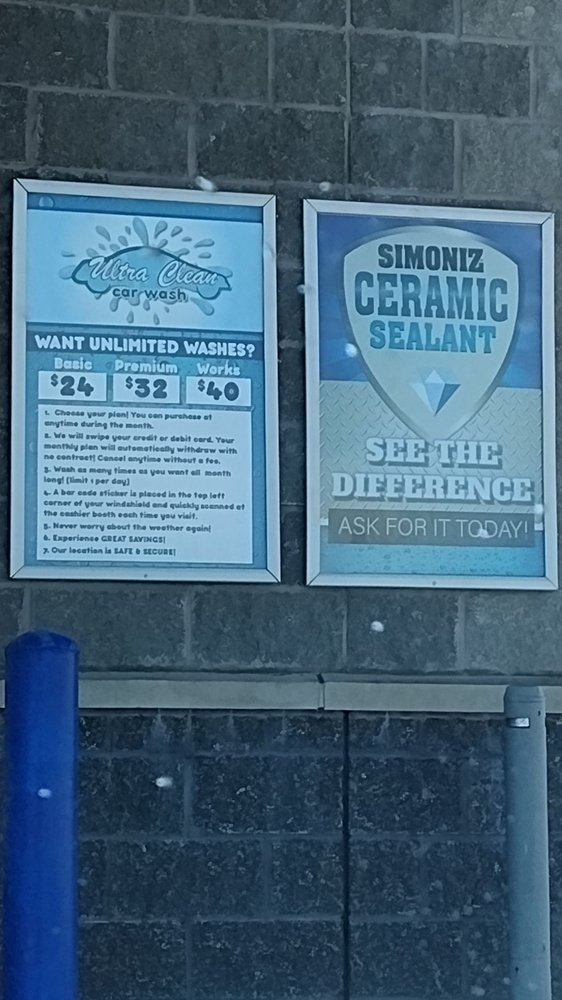 Ultra Clean
car wash
WANT UNLIMITED WASHES?
Basic Premium Works
$24 $32 $40
1. Choose your plan! You can purchase at
anytime during the month.
2. We will swipe your credit or debit card. Your
monthly plan will automatically withdraw with
no contract! Cancel anytime without a fee.
3. Wash as many times as you want all month
long! (limit 1 per day)
4. A bar code sticker is placed in the top left
corner of your windshield and quickly scanned at
the cashier booth each time you visit.
5. Never worry about the weather again!
6. Experience GREAT SAVINGS!
7. Our location is SAFE & SECURE!
SIMONIZ
CERAMIC
SEALANT
SEE THE
DIFFERENCE
ASK FOR IT TODAY!